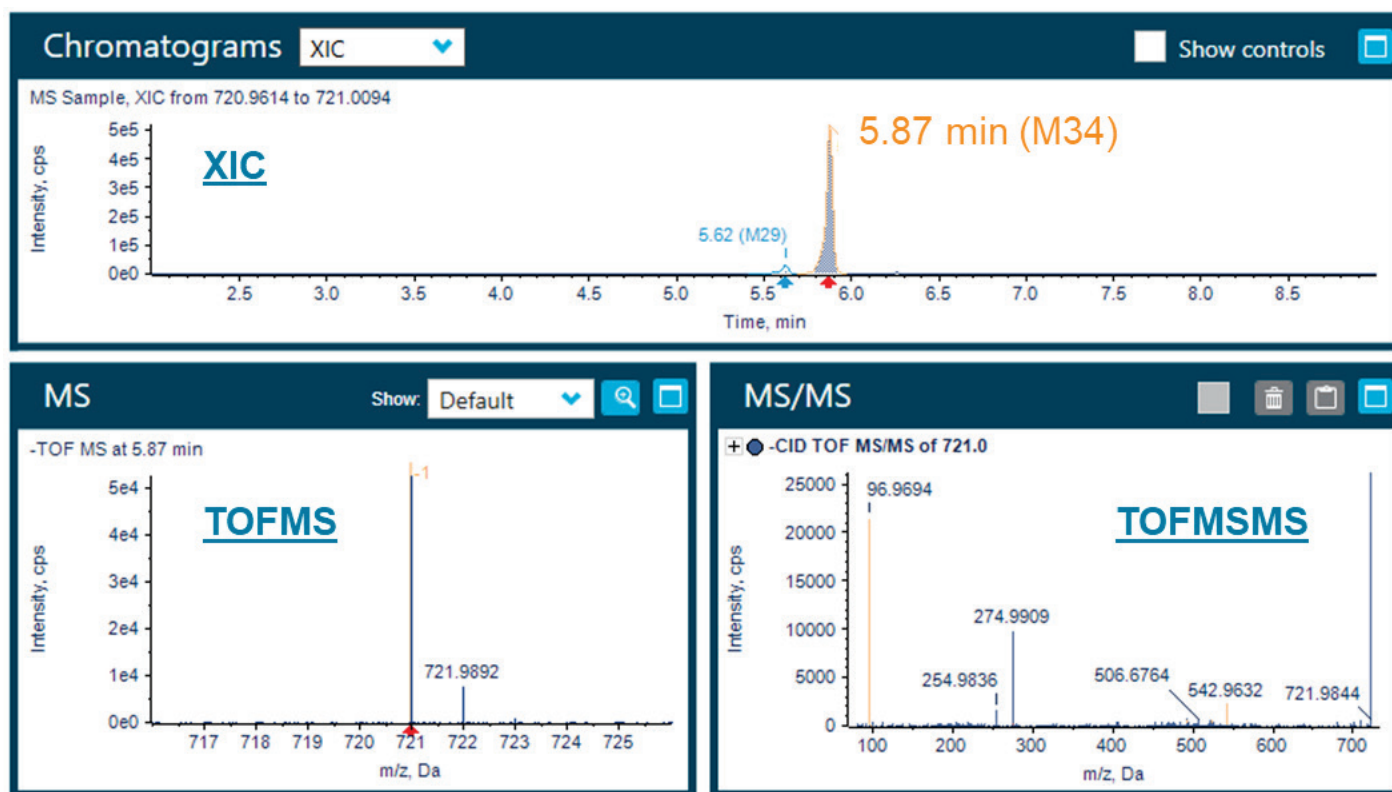 Chromatograms XIC Show controls
MS Sample, XIC from 720.9614 to 721.0094
XIC
5.87 min (M34)
5.62 (M29)
Intensity, cps
5e5
4e5
3e5
2e5
1e5
0e0
2.5 3.0 3.5 4.0 4.5 5.0 5.5 6.0 6.5 7.0 7.5 8.0 8.5
Time, min
MS Show: Default
-TOF MS at 5.87 min
TOFMS
-1
721.9892
Intensity, cps
5e4
4e4
3e4
2e4
1e4
0e0
717 718 719 720 721 722 723 724 725
m/z, Da
MS/MS
-CID TOF MS/MS of 721.0
TOFMSMS
96.9694
274.9909
254.9836
506.6764
542.9632
721.9844
Intensity, cps
25000
20000
15000
10000
5000
0
100 200 300 400 500 600 700
m/z, Da